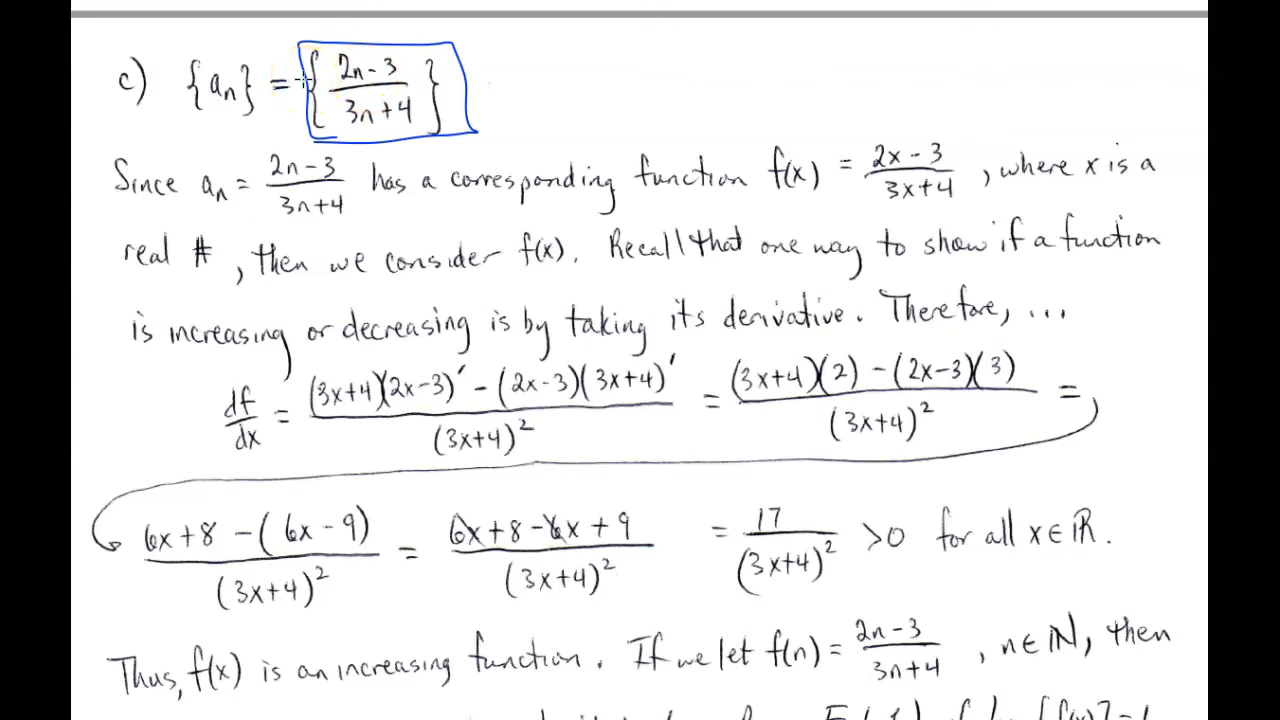 c) {a_n} = { (2n-3)/(3n+4) }
Since a_n = (2n-3)/(3n+4) has a corresponding function f(x) = (2x-3)/(3x+4), where x is a
real #, then we consider f(x). Recall that one way to show if a function
is increasing or decreasing is by taking its derivative. Therefore, ...
df/dx = ((3x+4)(2x-3)' - (2x-3)(3x+4)')/(3x+4)^2 = ((3x+4)(2) - (2x-3)(3))/(3x+4)^2 =
(6x+8 - (6x-9))/(3x+4)^2 = (6x+8-6x+9)/(3x+4)^2 = 17/(3x+4)^2 >0 for all x∈ℝ.
Thus, f(x) is an increasing function. If we let f(n) = (2n-3)/(3n+4), n∈ℕ, then